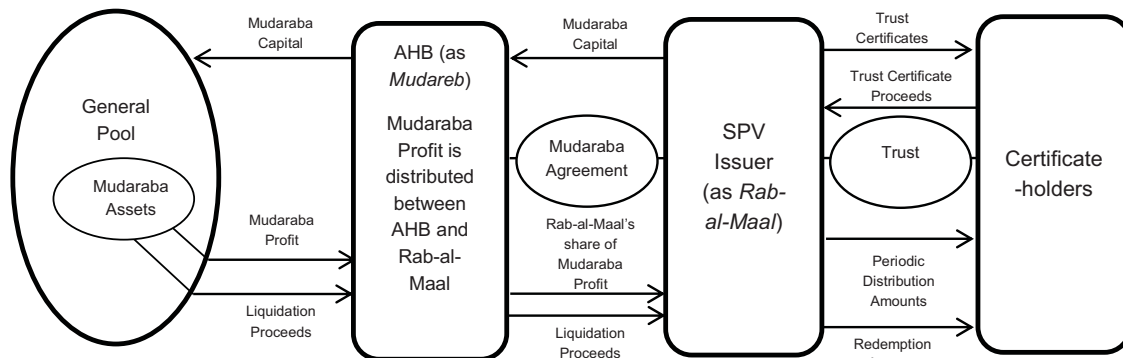 Mudaraba
Capital
General
Pool
Mudaraba
Assets
Mudaraba
Profit
Liquidation
Proceeds
AHB (as
Mudareb)
Mudaraba
Profit is
distributed
between
AHB and
Rab-al-
Maal
Mudaraba
Capital
Mudaraba
Agreement
Rab-al-Maal's
share of
Mudaraba
Profit
Liquidation
Proceeds
SPV
Issuer
(as Rab-
al-Maal)
Trust
Certificates
Trust Certificate
Proceeds
Trust
Periodic
Distribution
Amounts
Redemption
Certificate
-holders